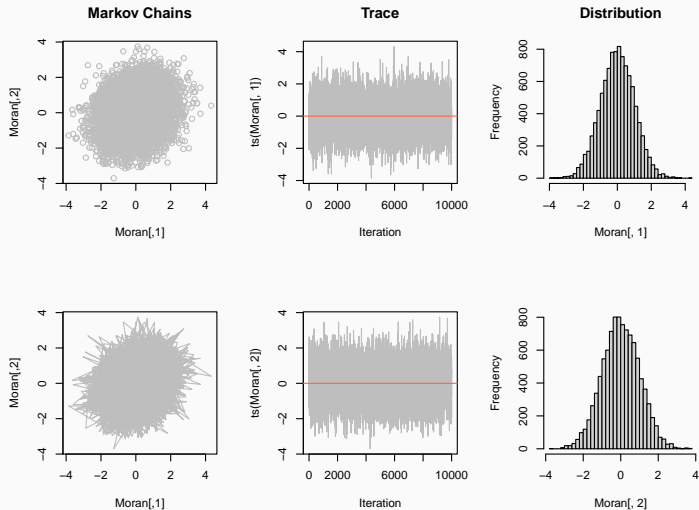 Markov Chains
Trace
Distribution
Moran[,2]
−4 −2 0 2 4
−4 −2 0 2 4
Moran[,1]
ts(Moran[, 1])
−4 −2 0 2 4
0 2000 6000 10000
Iteration
Frequency
0 200 400 600 800
−4 −2 0 2 4
Moran[, 1]
Moran[,2]
−4 −2 0 2 4
−4 −2 0 2 4
Moran[,1]
ts(Moran[, 2])
−4 −2 0 2 4
0 2000 6000 10000
Iteration
Frequency
0 200 400 600 800
−4 −2 0 2 4
Moran[, 2]